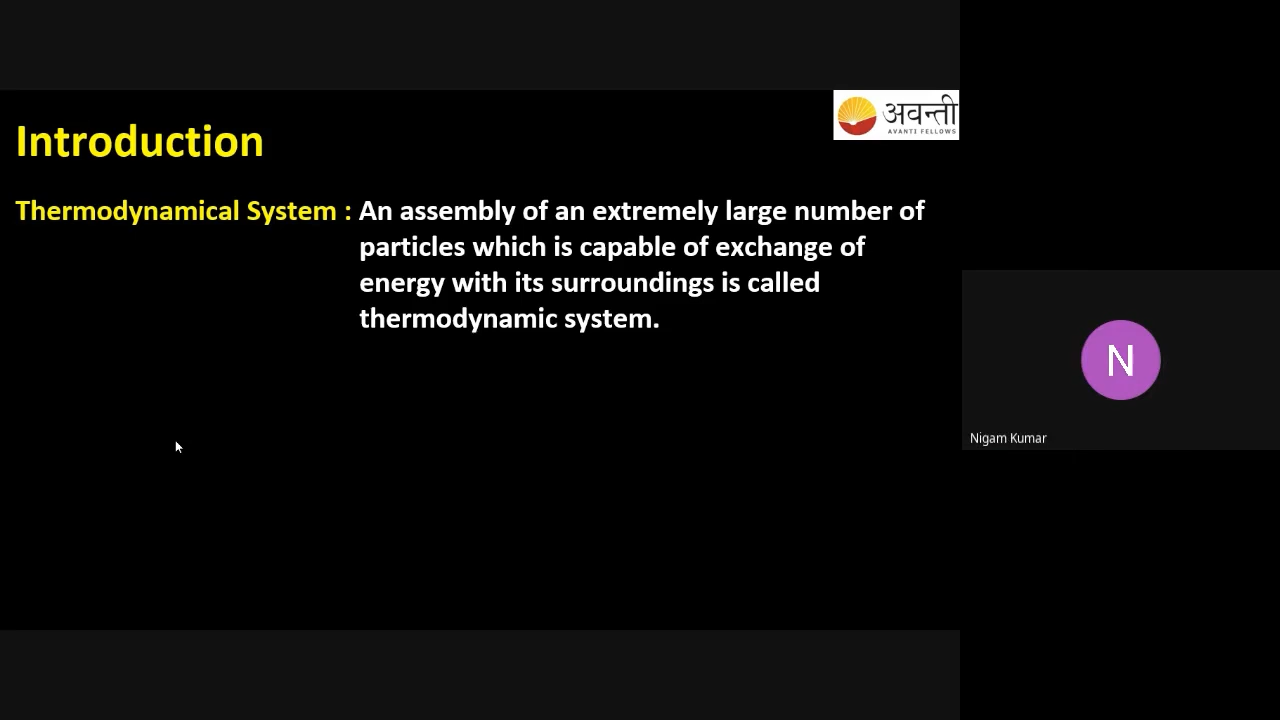 अवन्ती
AVANTI FELLOWS
Introduction
Thermodynamical System : An assembly of an extremely large number of
particles which is capable of exchange of
energy with its surroundings is called
thermodynamic system.
N
Nigam Kumar